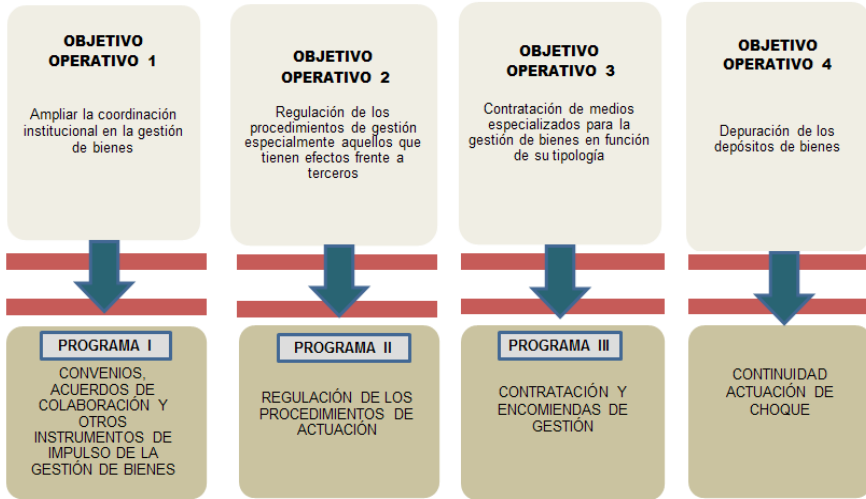 OBJETIVO
OPERATIVO 1
Ampliar la coordinación
institucional en la gestión
de bienes
OBJETIVO
OPERATIVO 2
Regulación de los
procedimientos de gestión
especialmente aquellos que
tienen efectos frente a
terceros
OBJETIVO
OPERATIVO 3
Contratación de medios
especializados para la
gestión de bienes en función
de su tipología
OBJETIVO
OPERATIVO 4
Depuración de los
depósitos de bienes
PROGRAMA I
CONVENIOS,
ACUERDOS DE
COLABORACIÓN Y
OTROS
INSTRUMENTOS DE
IMPULSO DE LA
GESTIÓN DE BIENES
PROGRAMA II
REGULACIÓN DE LOS
PROCEDIMIENTOS DE
ACTUACIÓN
PROGRAMA III
CONTRATACIÓN Y
ENCOMIENDAS DE
GESTIÓN
CONTINUIDAD
ACTUACIÓN DE
CHOQUE